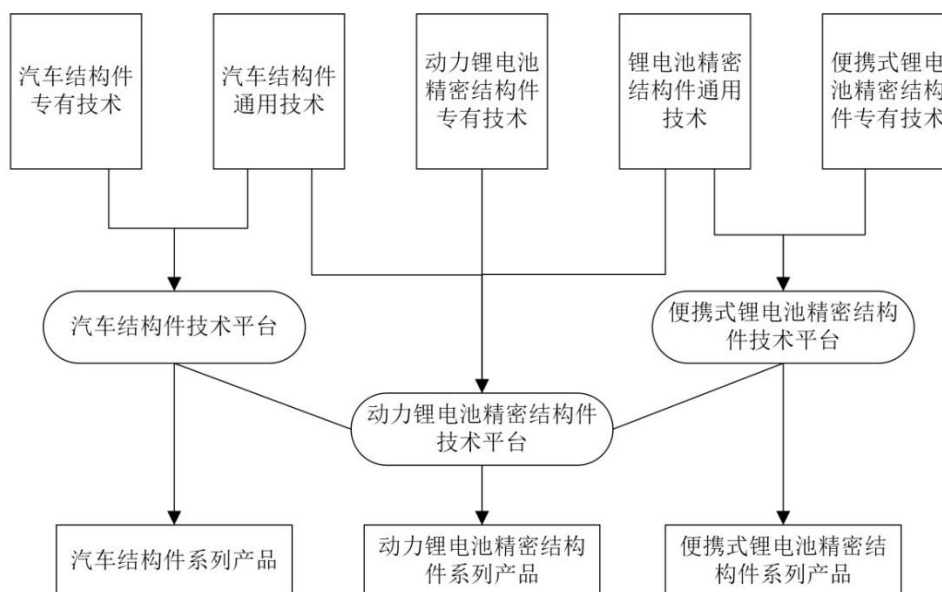 汽车结构件
专有技术
汽车结构件
通用技术
动力锂电池
精密结构件
专有技术
锂电池精密
结构件通用
技术
便携式锂电
池精密结构
件专有技术
汽车结构件技术平台
便携式锂电池精密结构
件技术平台
动力锂电池精密结构件
技术平台
汽车结构件系列产品
动力锂电池精密结构
件系列产品
便携式锂电池精密结
构件系列产品